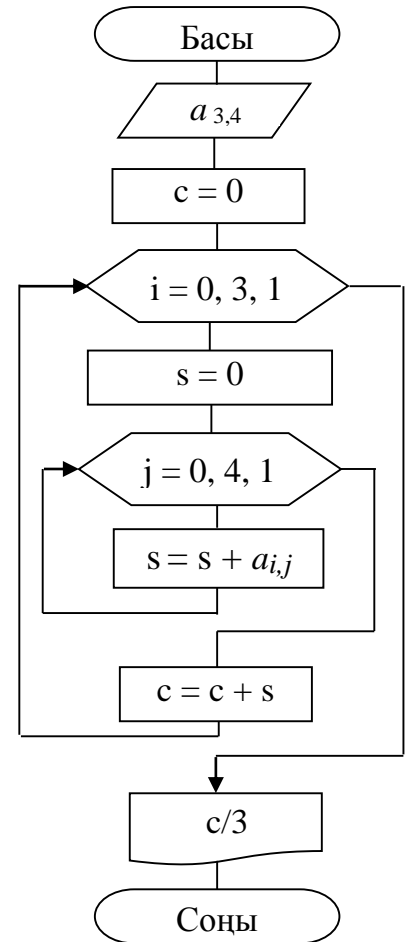 Басы
a 3,4
c = 0
i = 0, 3, 1
s = 0
j = 0, 4, 1
s = s + ai,j
c = c + s
c/3
Соңы